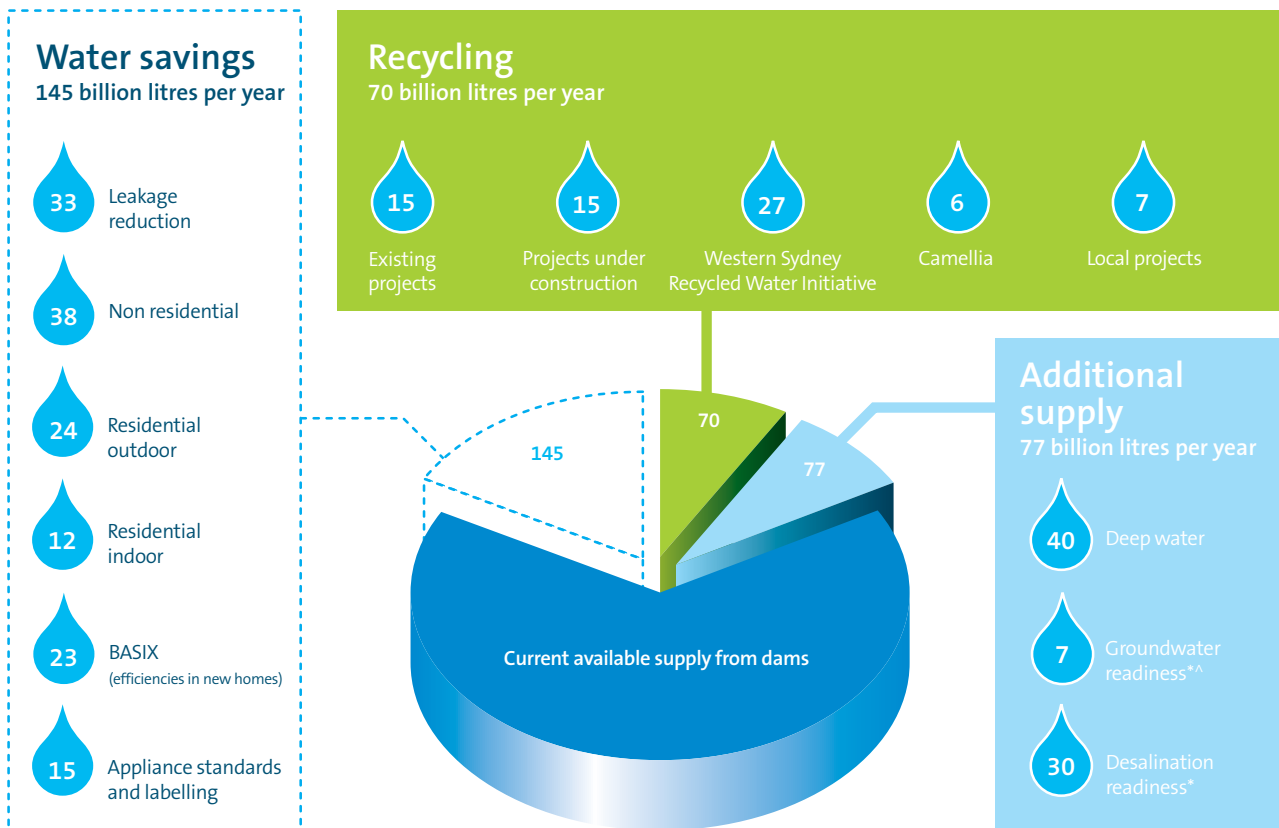 Water savings
145 billion litres per year
33
Leakage
reduction
38
Non residential
24
Residential
outdoor
12
Residential
indoor
23
BASIX
(efficiencies in new homes)
15
Appliance standards
and labelling
Recycling
70 billion litres per year
15
Existing
projects
15
Projects under
construction
27
Western Sydney
Recycled Water Initiative
6
Camellia
7
Local projects
145
70
77
Current available supply from dams
Additional
supply
77 billion litres per year
40
Deep water
7
Groundwater
readiness*^
30
Desalination
readiness*